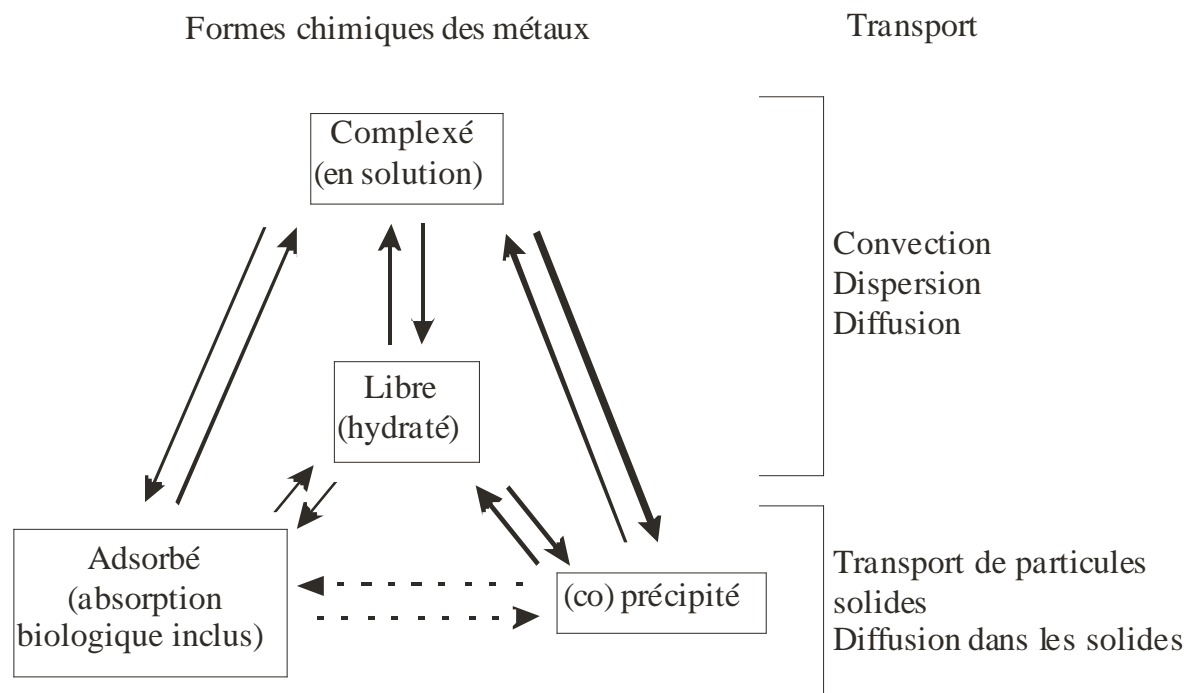 Formes chimiques des métaux
Transport
Complexé
(en solution)
Convection
Dispersion
Diffusion
Libre
(hydraté)
Adsorbé
(absorption
biologique inclus)
(co) précipité
Transport de particules
solides
Diffusion dans les solides